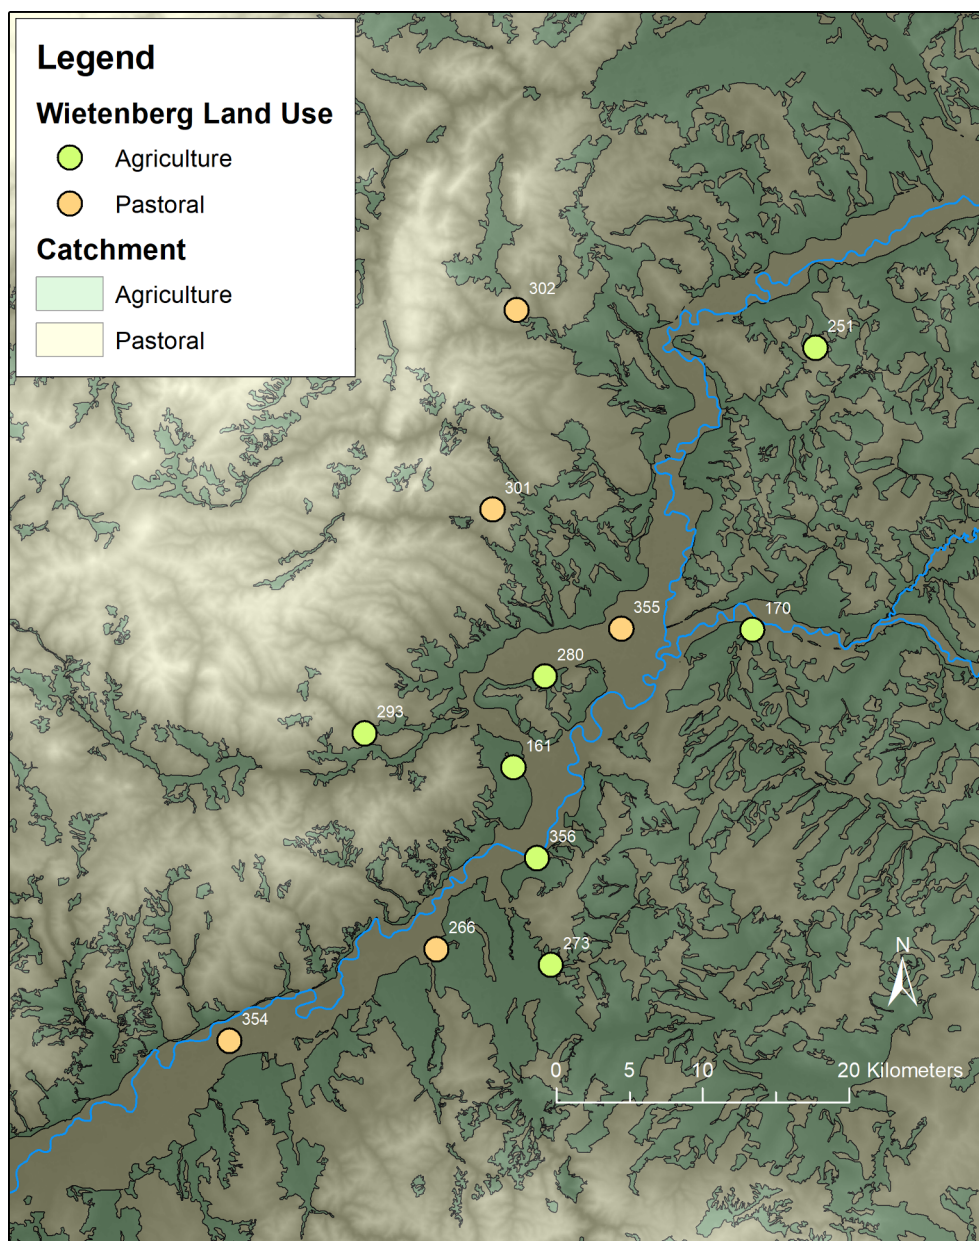 Legend
Wietenberg Land Use
Agriculture
Pastoral
Catchment
Agriculture
Pastoral
302
251
301
355
170
280
293
161
356
266
273
N
354
0 5 10 20 Kilometers